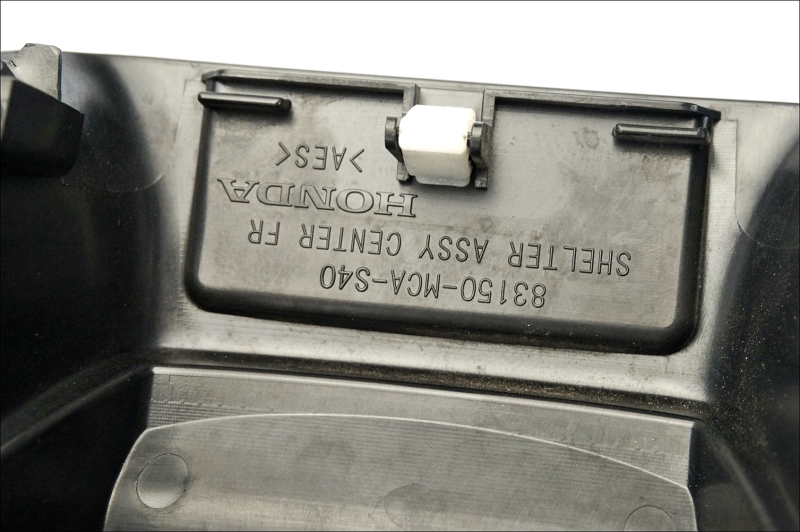 83150-MCA-S40
SHELTER ASSY CENTER FR
HONDA
>AES<